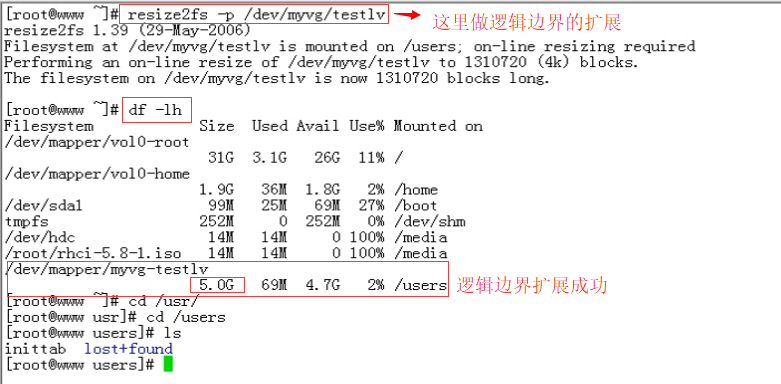 [root@www ~]# resize2fs -p /dev/myvg/testlv 这里做逻辑边界的扩展
resize2fs 1.39 (29-May-2006)
Filesystem at /dev/myvg/testlv is mounted on /users; on-line resizing required
Performing an on-line resize of /dev/myvg/testlv to 1310720 (4k) blocks.
The filesystem on /dev/myvg/testlv is now 1310720 blocks long.
[root@www ~]# df -lh
Filesystem Size Used Avail Use% Mounted on
/dev/mapper/vol0-root
31G 3.1G 26G 11% /
/dev/mapper/vol0-home
1.9G 36M 1.8G 2% /home
/dev/sda1 99M 25M 69M 27% /boot
tmpfs 252M 0 252M 0% /dev/shm
/dev/hdc 14M 14M 0 100% /media
/root/rhci-5.8-1.iso 14M 14M 0 100% /media
/dev/mapper/myvg-testlv
5.0G 69M 4.7G 2% /users 逻辑边界扩展成功
[root@www ~]# cd /usr/
[root@www usr]# cd /users
[root@www users]# ls
inittab lost+found
[root@www users]#